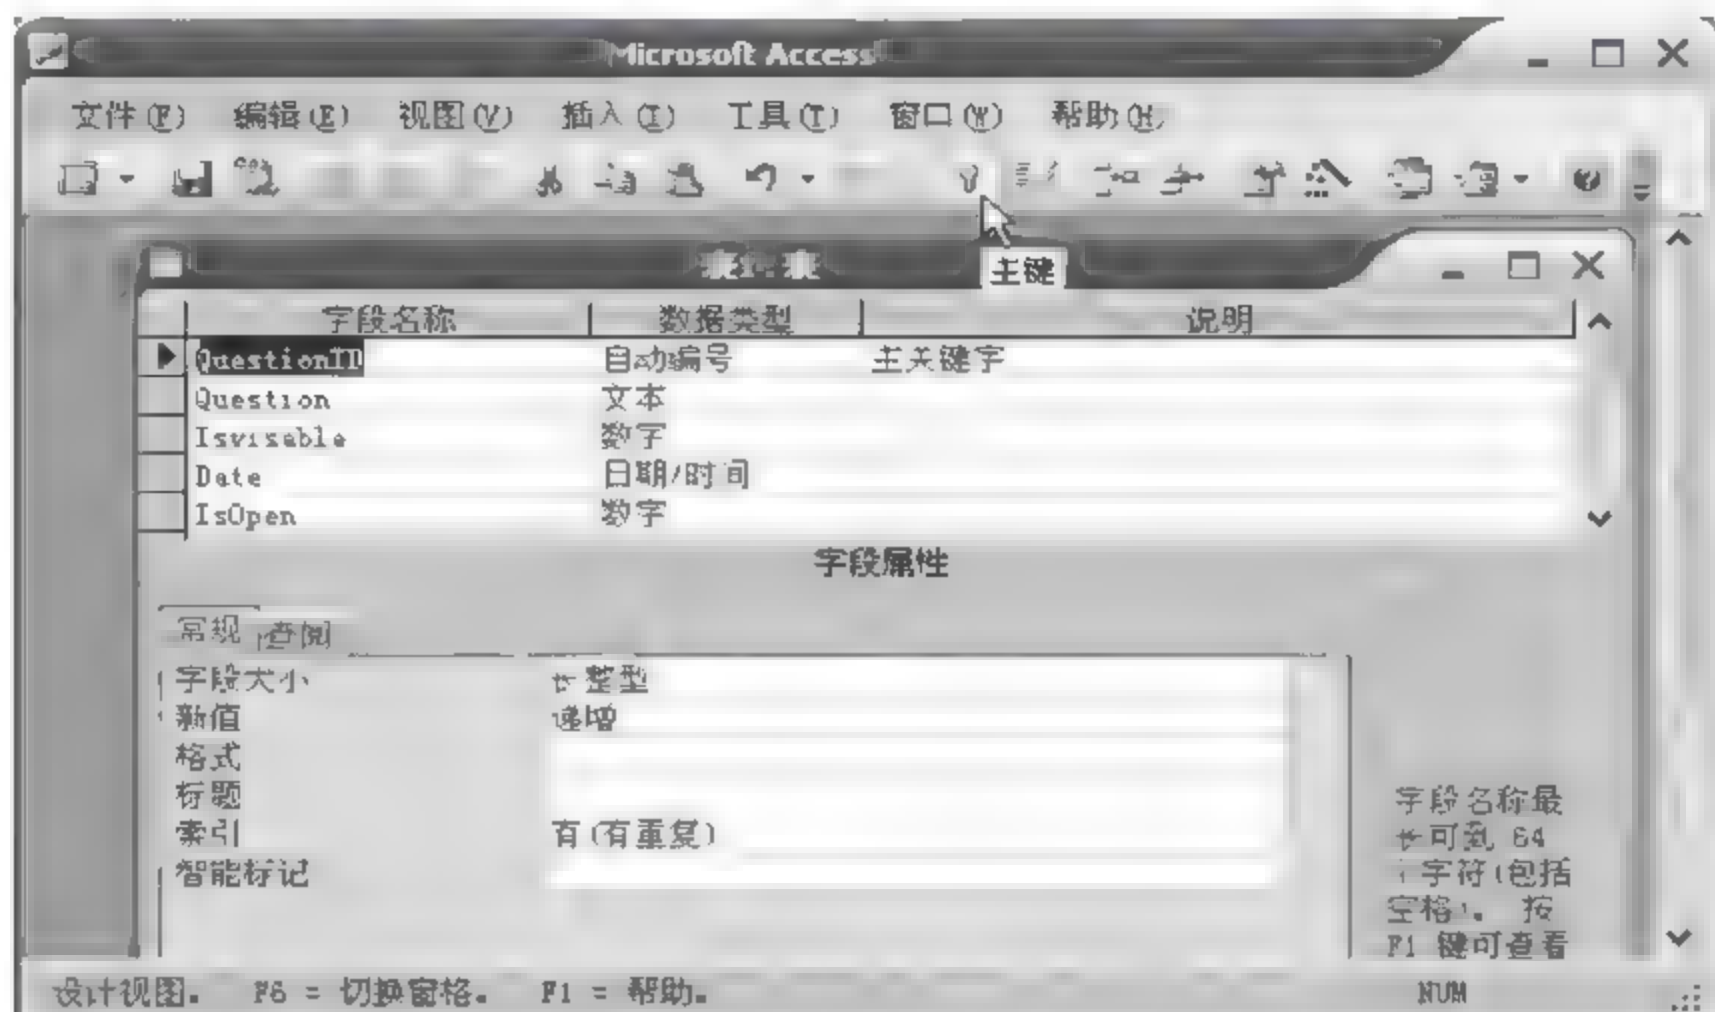 Microsoft Access
文件(F) 编辑(E) 视图(V) 插入(I) 工具(T) 窗口(W) 帮助(H)
主键
字段名称 数据类型 说明
QuestionID 自动编号 主关键字
Question 文本
Isvisable 数字
Date 日期/时间
IsOpen 数字
字段属性
常规 查阅
字段大小 长整型
新值 递增
格式
标题
索引 有(有重复)
智能标记
字段名称最
长可到 64
个字符(包括
空格)。 按
F1 键可查看
设计视图。 F6 = 切换窗格。 F1 = 帮助。 NUM